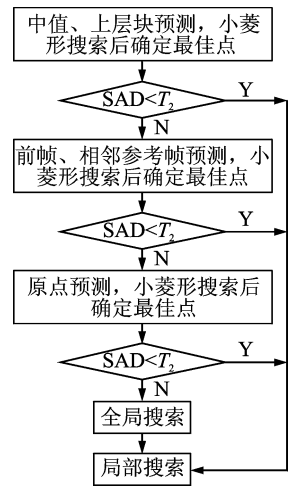 中值、上层块预测，小菱
形搜索后确定最佳点
SAD<T₂
Y
N
前帧、相邻参考帧预测，小
菱形搜索后确定最佳点
SAD<T₂
Y
N
原点预测，小菱形搜索后
确定最佳点
SAD<T₂
Y
N
全局搜索
局部搜索